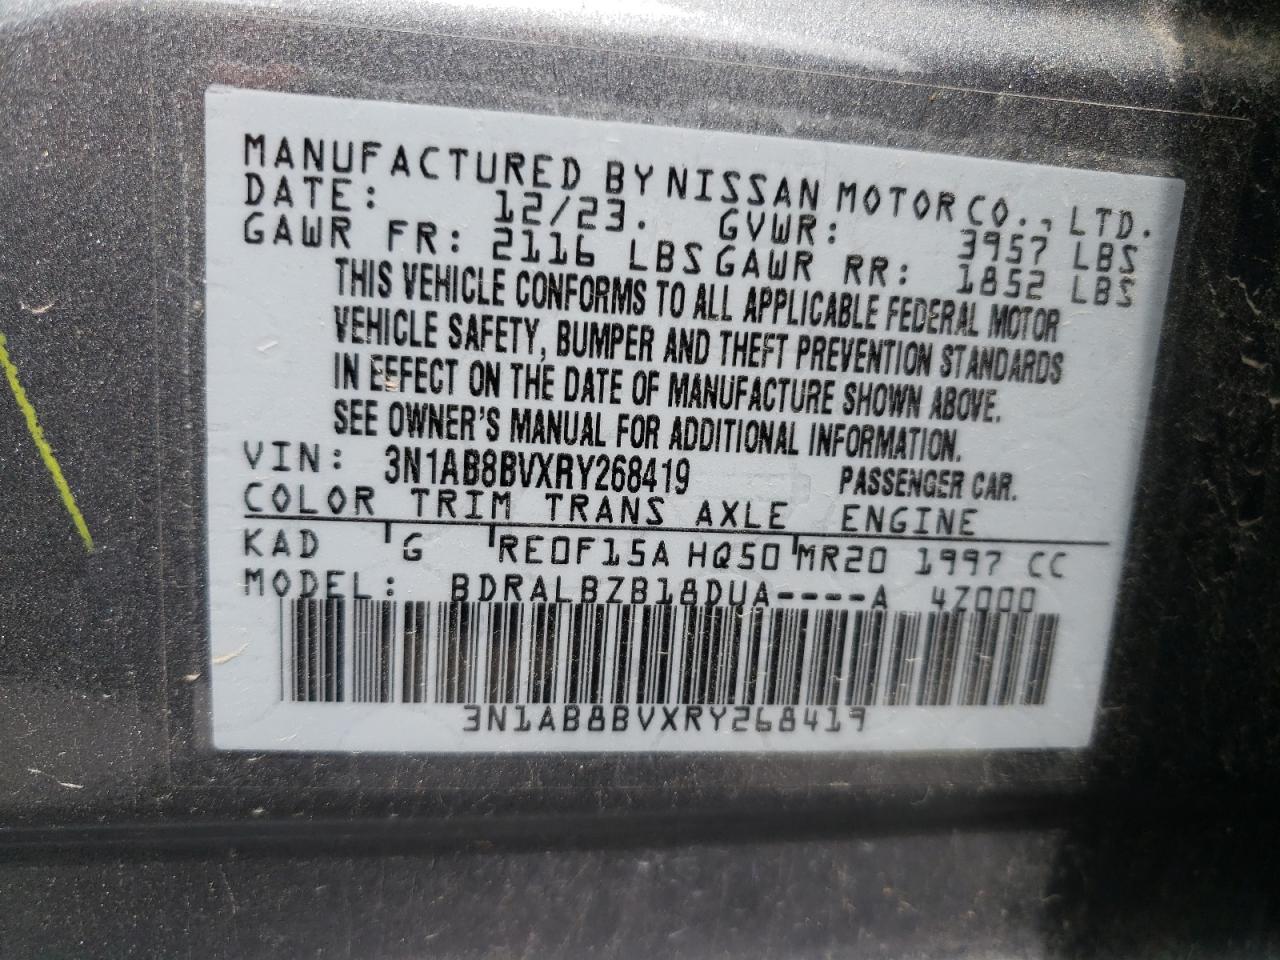 MANUFACTURED BY NISSAN MOTOR CO., LTD.
DATE: 12/23. GVWR: 3957 LBS
GAWR FR: 2116 LBS GAWR RR: 1852 LBS
THIS VEHICLE CONFORMS TO ALL APPLICABLE FEDERAL MOTOR
VEHICLE SAFETY, BUMPER AND THEFT PREVENTION STANDARDS
IN EFFECT ON THE DATE OF MANUFACTURE SHOWN ABOVE.
SEE OWNER'S MANUAL FOR ADDITIONAL INFORMATION.
VIN: 3N1AB8BVXRY268419 PASSENGER CAR.
COLOR TRIM TRANS AXLE ENGINE
KAD G RE0F15A HQ50 MR20 1997 CC
MODEL: BDRALBZB18DUA----A 4Z000
3N1AB8BVXRY268419